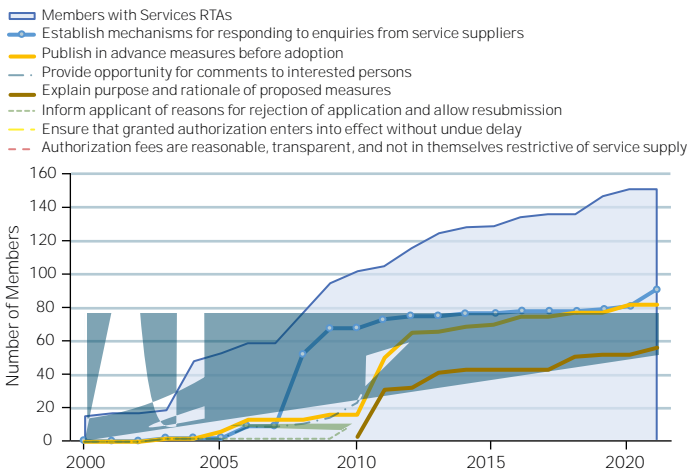 Members with Services RTAs
Establish mechanisms for responding to enquiries from service suppliers
Publish in advance measures before adoption
Provide opportunity for comments to interested persons
Explain purpose and rationale of proposed measures
Inform applicant of reasons for rejection of application and allow resubmission
Ensure that granted authorization enters into effect without undue delay
Authorization fees are reasonable, transparent, and not in themselves restrictive of service supply
Number of Members
160
140
120
100
80
60
40
20
0
2000 2005 2010 2015 2020